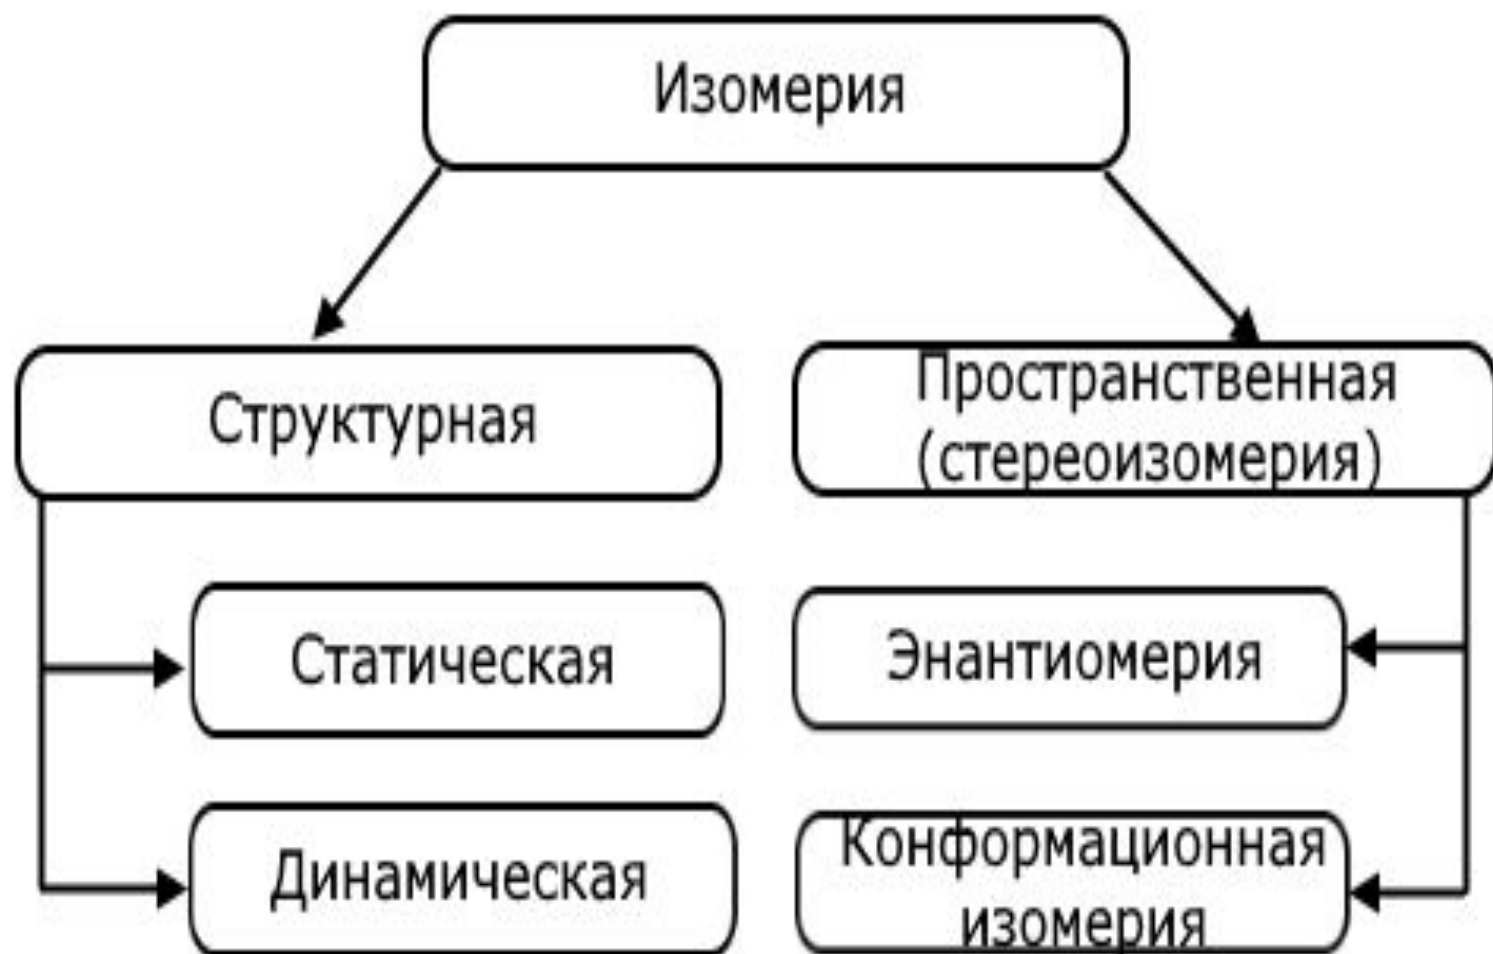 Изомерия
Структурная
Пространственная
(стереоизомерия)
Статическая
Энантиомерия
Динамическая
Конформационная
изомерия